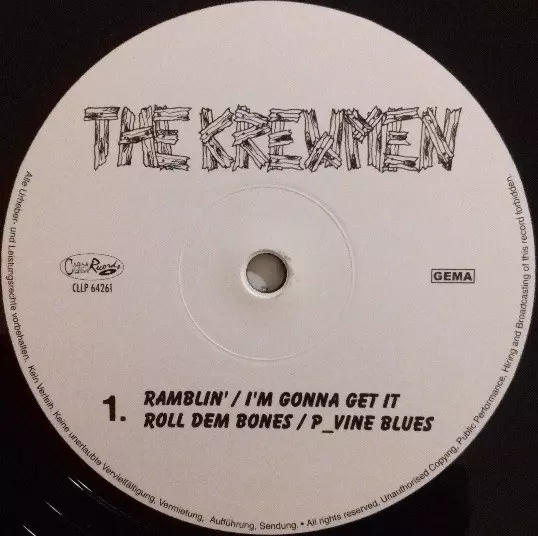 THE KREWMEN
Crazy Love Records
CLLP 64261
GEMA
1.
RAMBLIN' / I'M GONNA GET IT
ROLL DEM BONES / P_VINE BLUES
Alle Urheber- und Leistungsrechte vorbehalten. Kein Verleih. Keine unerlaubte Vervielfältigung, Vermietung, Aufführung, Sendung. • All rights reserved. Unauthorised Copying, Public Performance, Hiring and Broadcasting of this record forbidden.